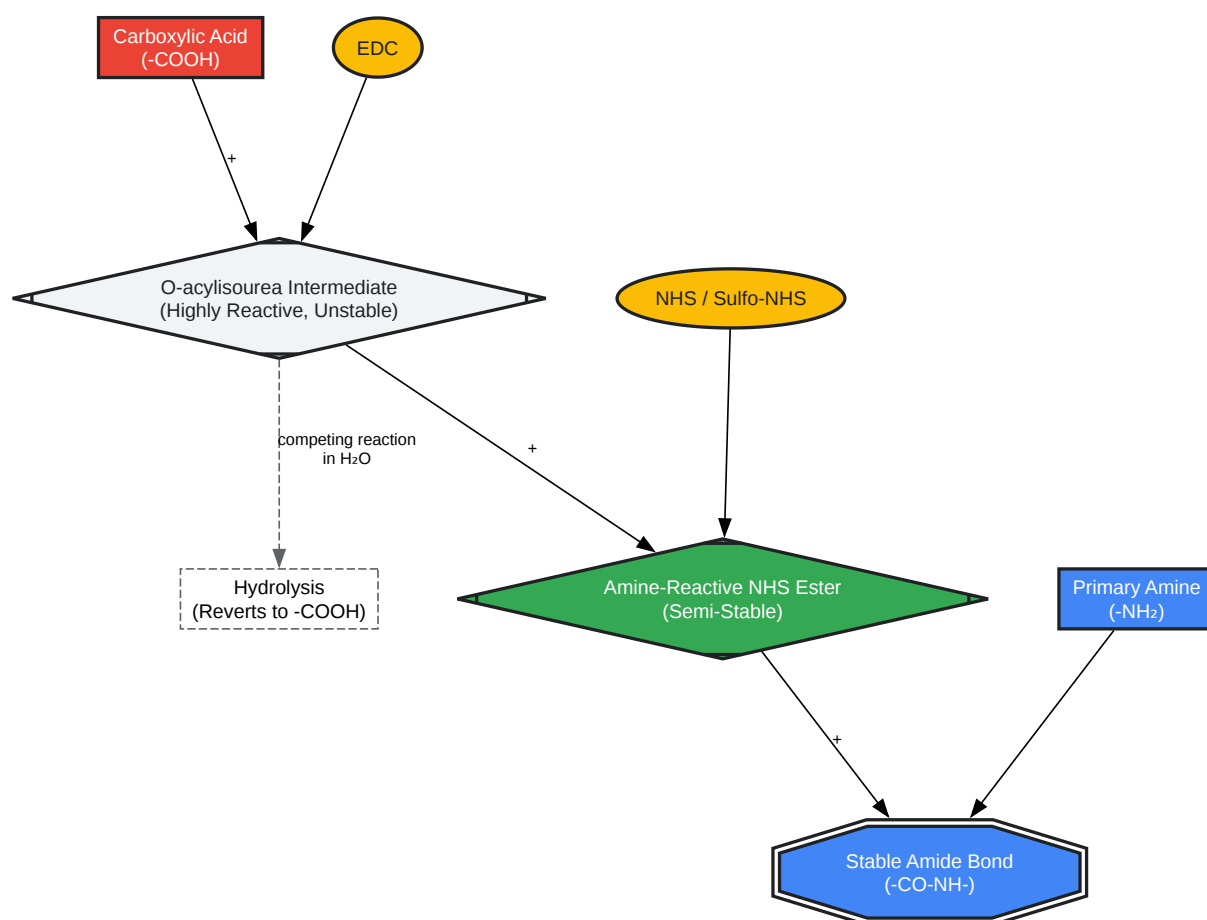 Carboxylic Acid
(-COOH)
EDC
+
O-acylisourea Intermediate
(Highly Reactive, Unstable)
NHS / Sulfo-NHS
competing reaction
in H₂O
+
Hydrolysis
(Reverts to -COOH)
Amine-Reactive NHS Ester
(Semi-Stable)
Primary Amine
(-NH₂)
+
Stable Amide Bond
(-CO-NH-)